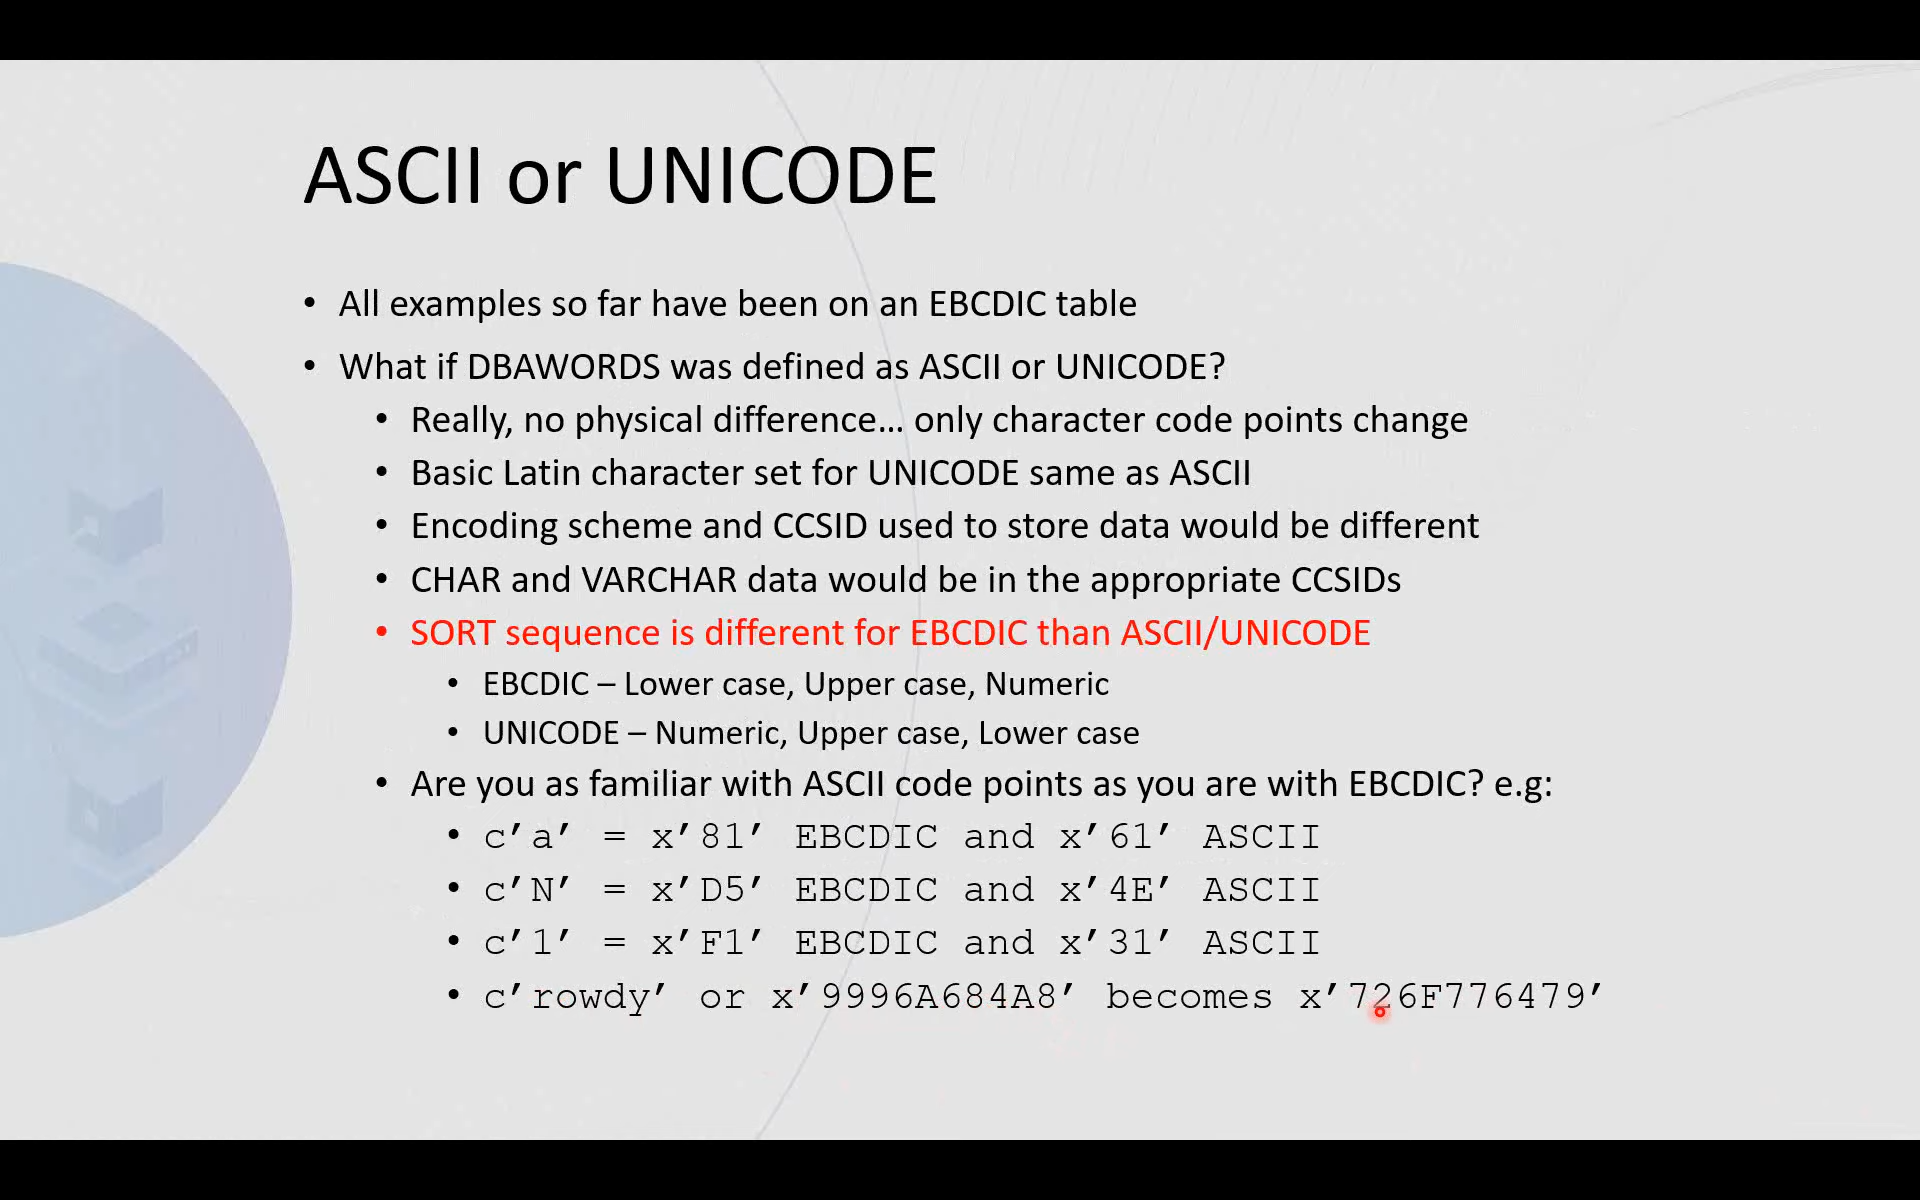 ASCII or UNICODE
• All examples so far have been on an EBCDIC table
• What if DBAWORDS was defined as ASCII or UNICODE?
• Really, no physical difference… only character code points change
• Basic Latin character set for UNICODE same as ASCII
• Encoding scheme and CCSID used to store data would be different
• CHAR and VARCHAR data would be in the appropriate CCSIDs
• SORT sequence is different for EBCDIC than ASCII/UNICODE
• EBCDIC – Lower case, Upper case, Numeric
• UNICODE – Numeric, Upper case, Lower case
• Are you as familiar with ASCII code points as you are with EBCDIC? e.g:
• c’a’ = x’81’ EBCDIC and x’61’ ASCII
• c’N’ = x’D5’ EBCDIC and x’4E’ ASCII
• c’1’ = x’F1’ EBCDIC and x’31’ ASCII
• c’rowdy’ or x’9996A684A8’ becomes x’726F776479’